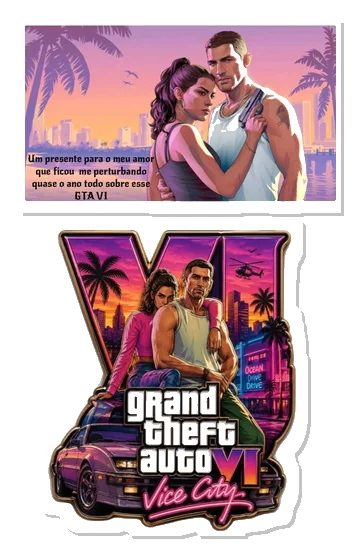 Um presente para o meu amor
que ficou me perturbando
quase o ano todo sobre esse
GTA VI
VI
OCEAN
DRIVE
DRIVE
grand
theft
auto VI
Vice City